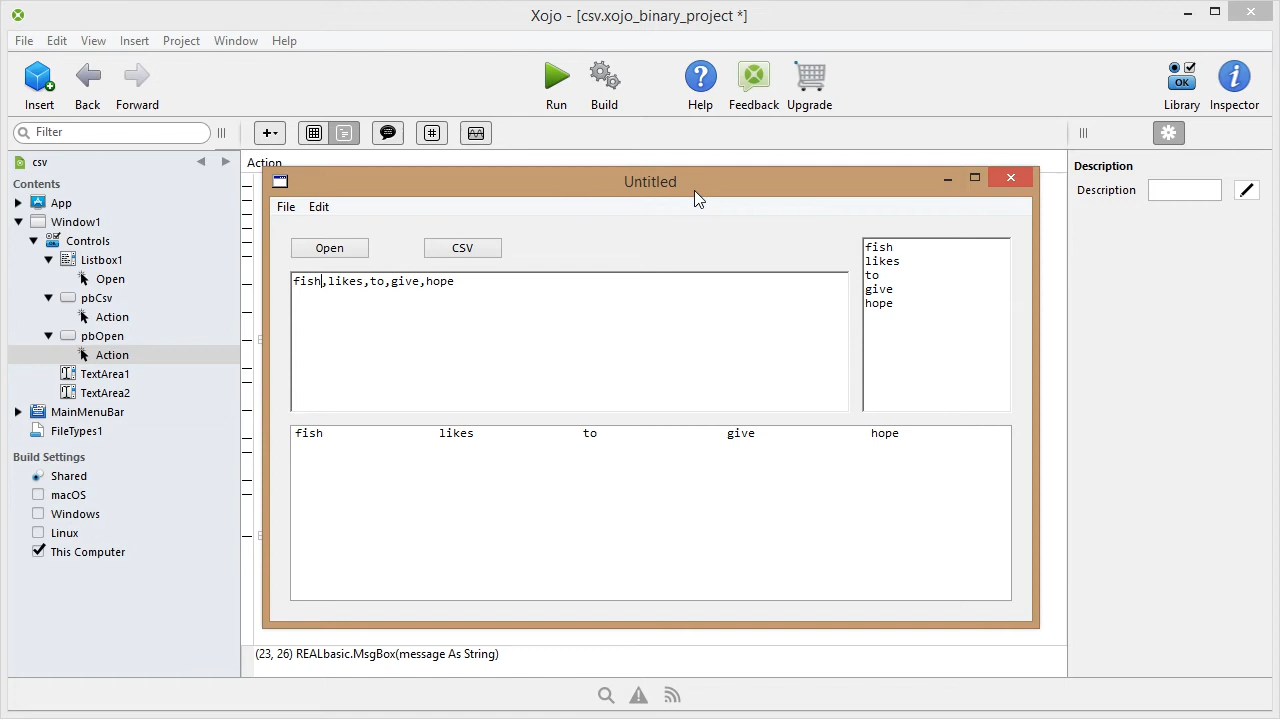 Xojo - [csv.xojo_binary_project *]
File Edit View Insert Project Window Help
Insert Back Forward Run Build Help Feedback Upgrade OK Library Inspector
Filter
csv
Action
Description
Description
Contents
App
Window1
Controls
Listbox1
Open
pbCsv
Action
pbOpen
Action
TextArea1
TextArea2
MainMenuBar
FileTypes1
Build Settings
Shared
macOS
Windows
Linux
This Computer
Untitled
File Edit
Open CSV
fish,likes,to,give,hope
fish
likes
to
give
hope
fish likes to give hope
(23, 26) REALbasic.MsgBox(message As String)